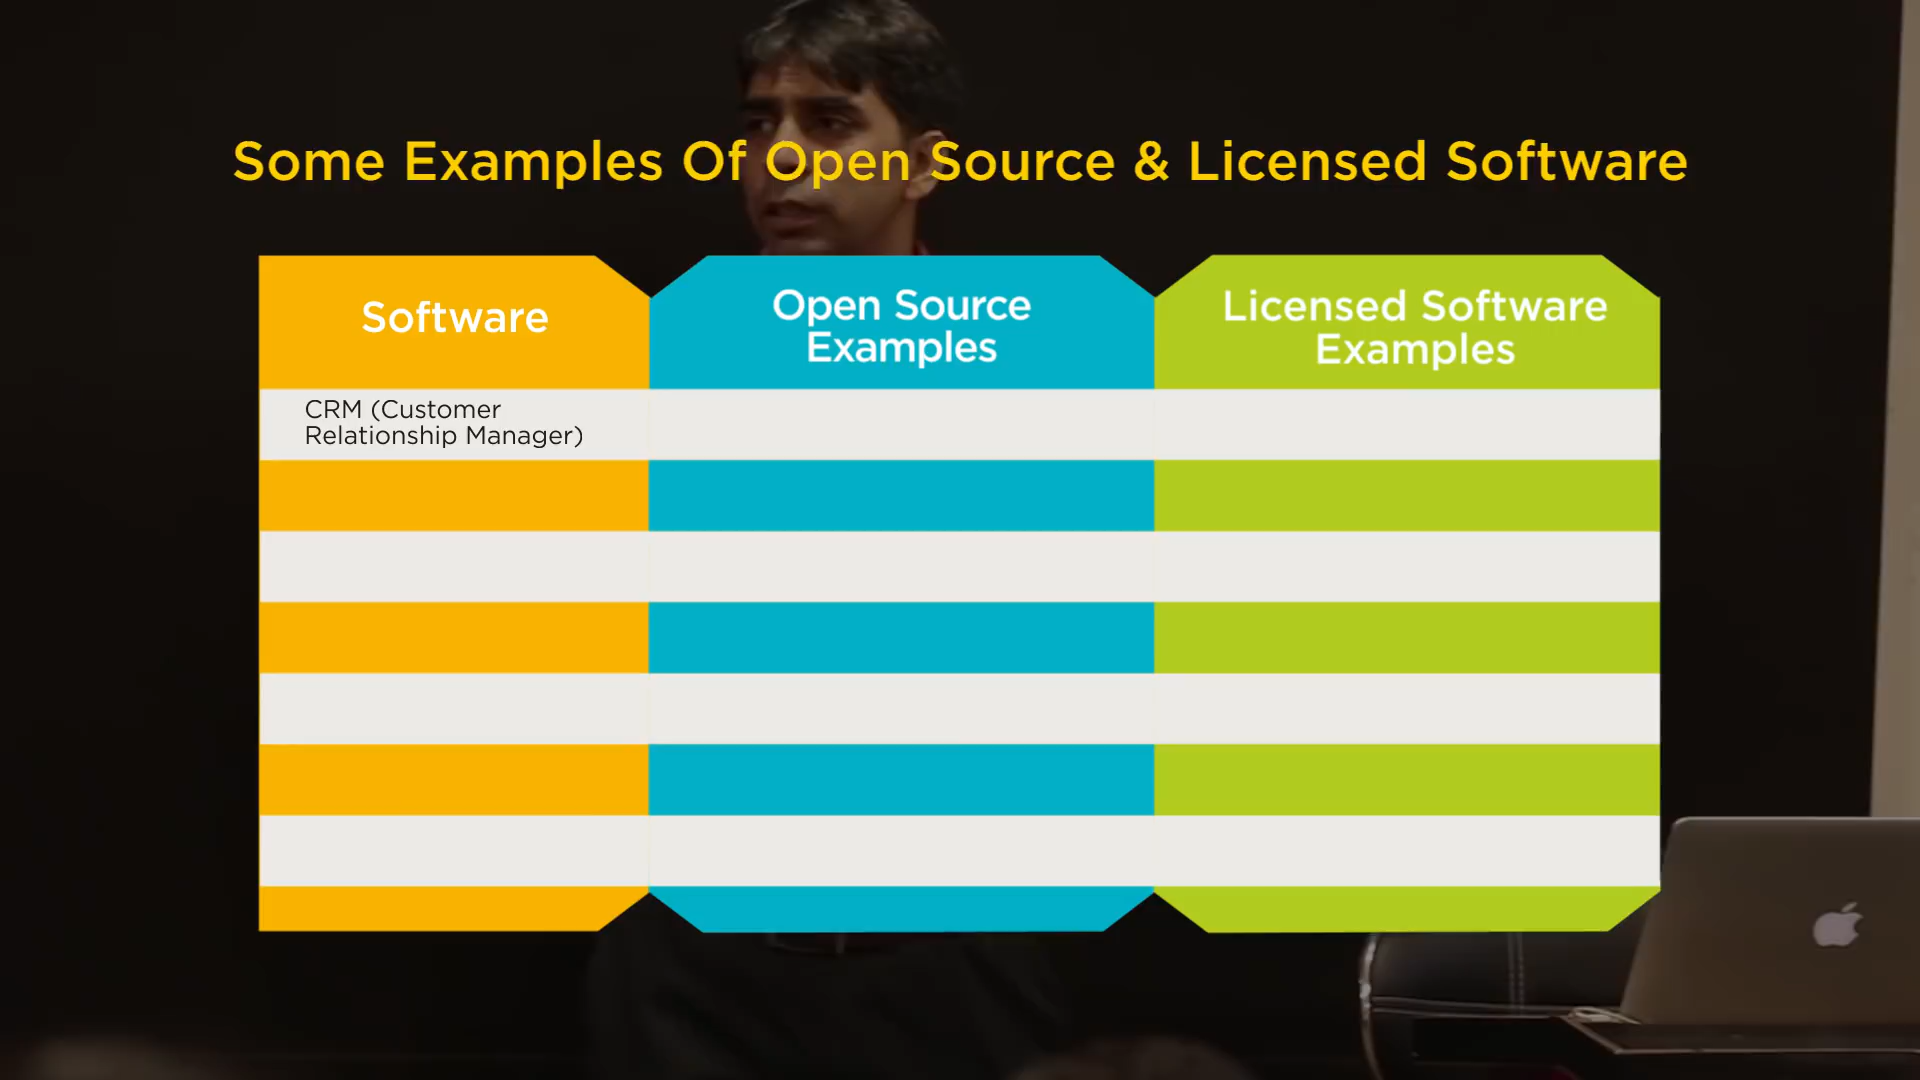 Some Examples Of Open Source & Licensed Software
Software
Open Source
Examples
Licensed Software
Examples
CRM (Customer
Relationship Manager)